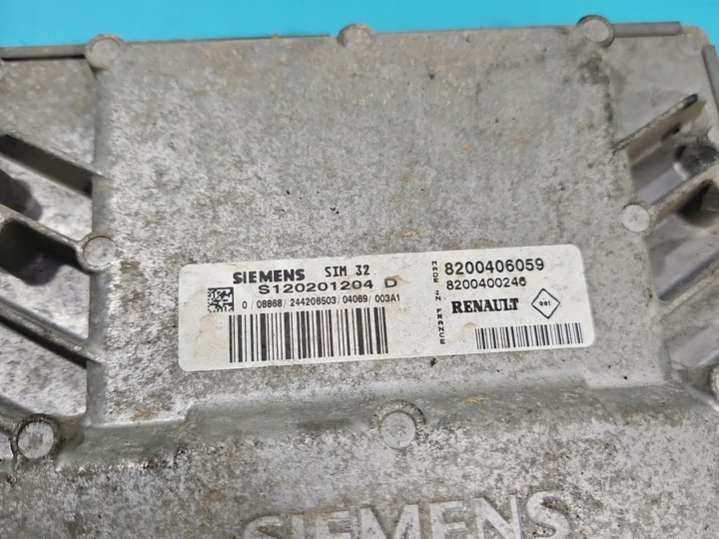 SIEMENS SIM 32
S120201204 D
0 / 08868 / 244206503 / 04069 / 003A1
MADE IN FRANCE
8200406059
8200400246
RENAULT
SIEMENS